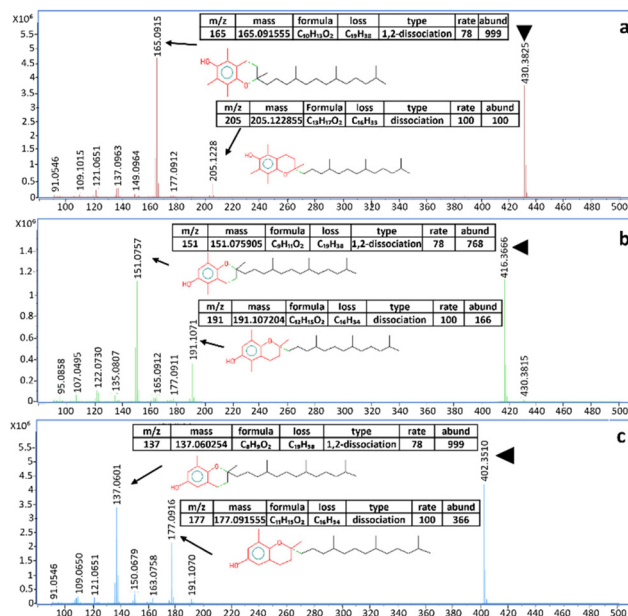 x10⁶
a
m/z mass formula loss type rate abund
165 165.091555 C₁₀H₁₃O₂ C₁₉H₃₈ 1,2-dissociation 78 999
HO
O
m/z mass Formula loss type rate abund
205 205.122855 C₁₃H₁₇O₂ C₁₆H₃₃ dissociation 100 100
HO
O
5.5
5
4.5
4
3.5
3
2.5
2
1.5
1
0.5
0
91.0546
109.1015
121.0651
137.0963
149.0964
165.0915
177.0912
205.1228
430.3825
100 120 140 160 180 200 220 240 260 280 300 320 340 360 380 400 420 440 460 480 500
x10⁶
b
m/z mass formula loss type rate abund
151 151.075905 C₉H₁₁O₂ C₁₉H₃₈ 1,2-dissociation 78 768
HO
O
m/z mass formula loss type rate abund
191 191.107204 C₁₂H₁₅O₂ C₁₆H₃₄ dissociation 100 166
HO
O
1.4
1.2
1
0.8
0.6
0.4
0.2
0
95.0858
107.0495
122.0730
135.0807
151.0757
165.0912
177.0911
191.1071
416.3666
430.3815
100 120 140 160 180 200 220 240 260 280 300 320 340 360 380 400 420 440 460 480 500
x10⁶
c
m/z mass formula loss type rate abund
137 137.060254 C₈H₉O₂ C₁₉H₃₈ 1,2-dissociation 78 999
HO
O
m/z mass formula loss type rate abund
177 177.091555 C₁₁H₁₃O₂ C₁₆H₃₄ dissociation 100 366
HO
O
5
4.5
4
3.5
3
2.5
2
1.5
1
0.5
0
91.0546
109.0650
121.0651
137.0601
150.0679
163.0758
177.0916
191.1070
402.3510
100 120 140 160 180 200 220 240 260 280 300 320 340 360 380 400 420 440 460 480 500